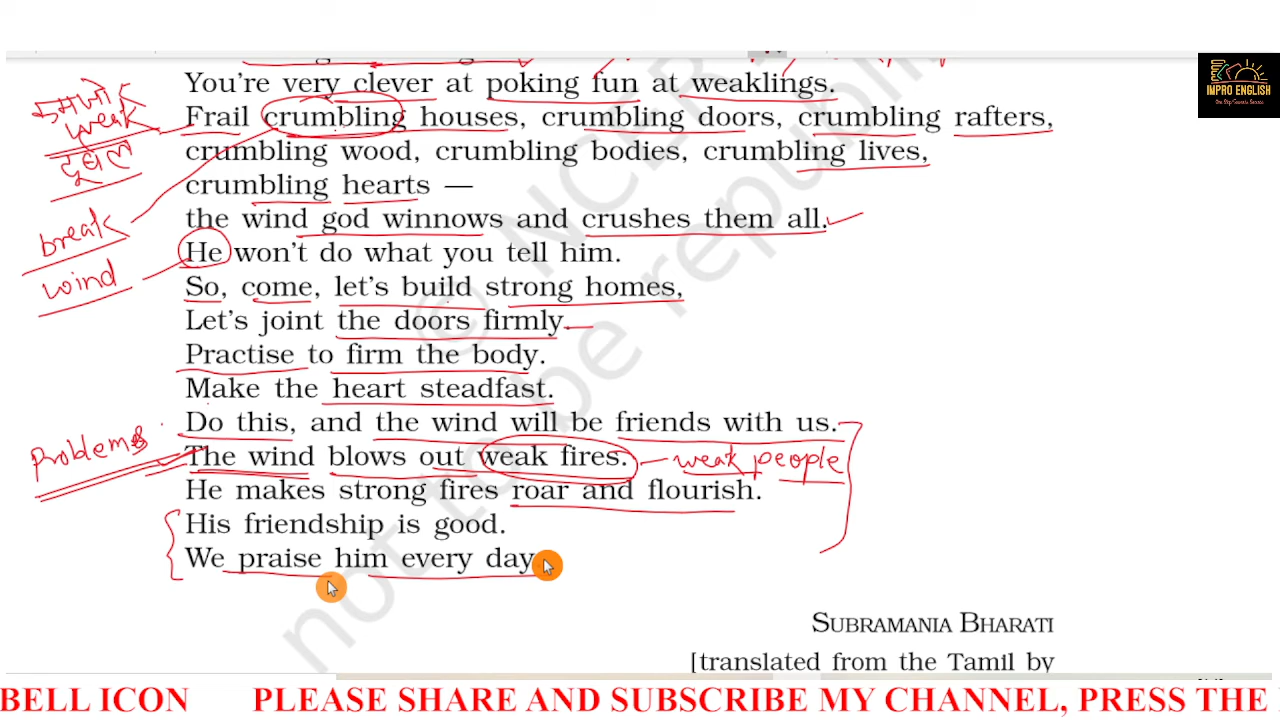 You're very clever at poking fun at weaklings.
Frail crumbling houses, crumbling doors, crumbling rafters,
crumbling wood, crumbling bodies, crumbling lives,
crumbling hearts —
the wind god winnows and crushes them all.
He won't do what you tell him.
So, come, let's build strong homes,
Let's joint the doors firmly.
Practise to firm the body.
Make the heart steadfast.
Do this, and the wind will be friends with us.
The wind blows out weak fires.
He makes strong fires roar and flourish.
His friendship is good.
We praise him every day.
SUBRAMANIA BHARATI
[translated from the Tamil by
weak
break
wind
Problems
weak people
IMPRO ENGLISH
© NCERT
not to be republi
BELL ICON PLEASE SHARE AND SUBSCRIBE MY CHANNEL, PRESS THE